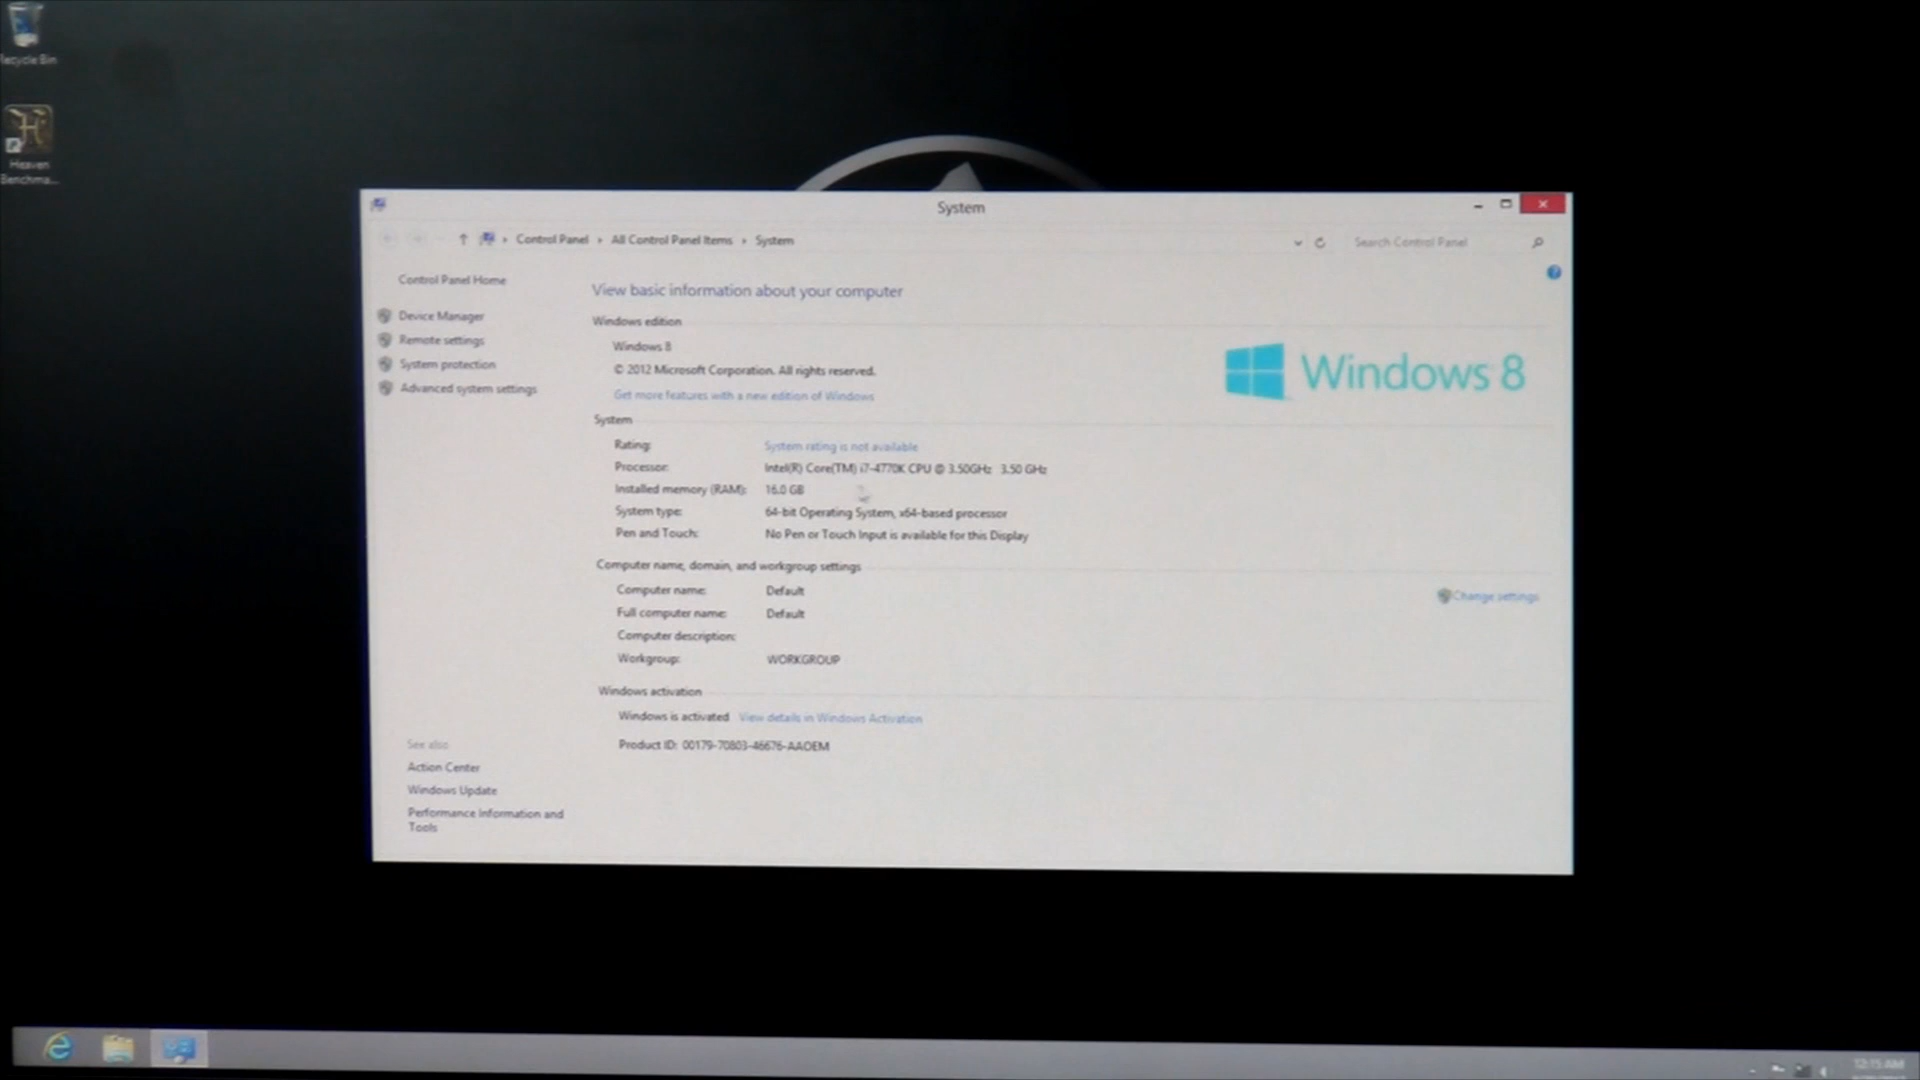 Recycle Bin
Heaven
Benchma...
System
Control Panel
All Control Panel Items
System
Search Control Panel
Control Panel Home
Device Manager
Remote settings
System protection
Advanced system settings
View basic information about your computer
Windows edition
Windows 8
© 2012 Microsoft Corporation. All rights reserved.
Get more features with a new edition of Windows
Windows 8
System
Rating: System rating is not available
Processor: Intel(R) Core(TM) i7-4770K CPU @ 3.50GHz 3.50 GHz
Installed memory (RAM): 16.0 GB
System type: 64-bit Operating System, x64-based processor
Pen and Touch: No Pen or Touch Input is available for this Display
Computer name, domain, and workgroup settings
Computer name: Default
Change settings
Full computer name: Default
Computer description:
Workgroup: WORKGROUP
Windows activation
Windows is activated View details in Windows Activation
Product ID: 00179-70803-46676-AAOEM
See also
Action Center
Windows Update
Performance Information and
Tools
12:15 AM